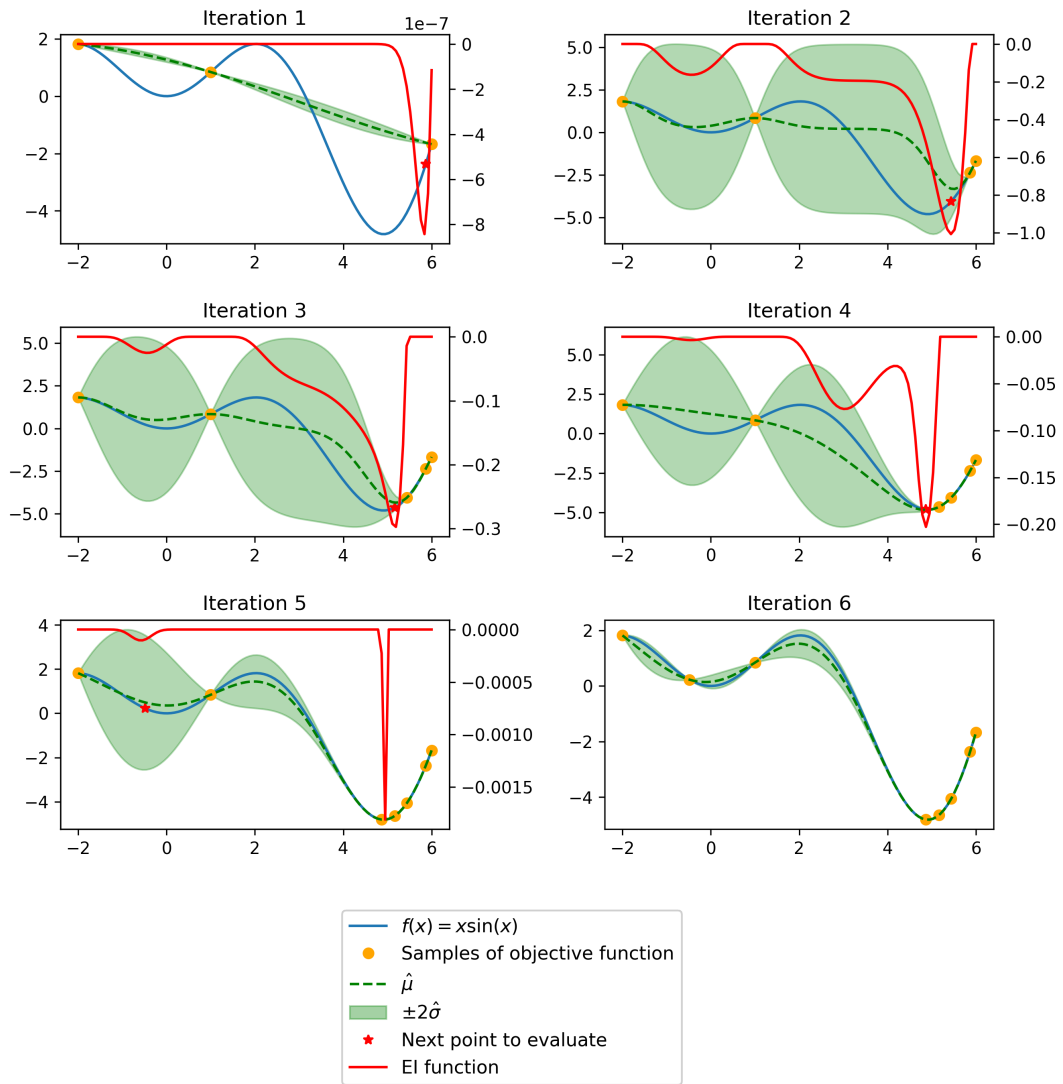 Iteration 1
1e−7
2
0
−2
−4
0
−2
−4
−6
−8
−2 0 2 4 6
Iteration 2
5.0
2.5
0.0
−2.5
−5.0
0.0
−0.2
−0.4
−0.6
−0.8
−1.0
−2 0 2 4 6
Iteration 3
5.0
2.5
0.0
−2.5
−5.0
0.0
−0.1
−0.2
−0.3
−2 0 2 4 6
Iteration 4
5.0
2.5
0.0
−2.5
−5.0
0.00
−0.05
−0.10
−0.15
−0.20
−2 0 2 4 6
Iteration 5
4
2
0
−2
−4
0.0000
−0.0005
−0.0010
−0.0015
−2 0 2 4 6
Iteration 6
2
0
−2
−4
−2 0 2 4 6
f(x) = xsin(x)
Samples of objective function
μ̂
±2σ̂
Next point to evaluate
EI function